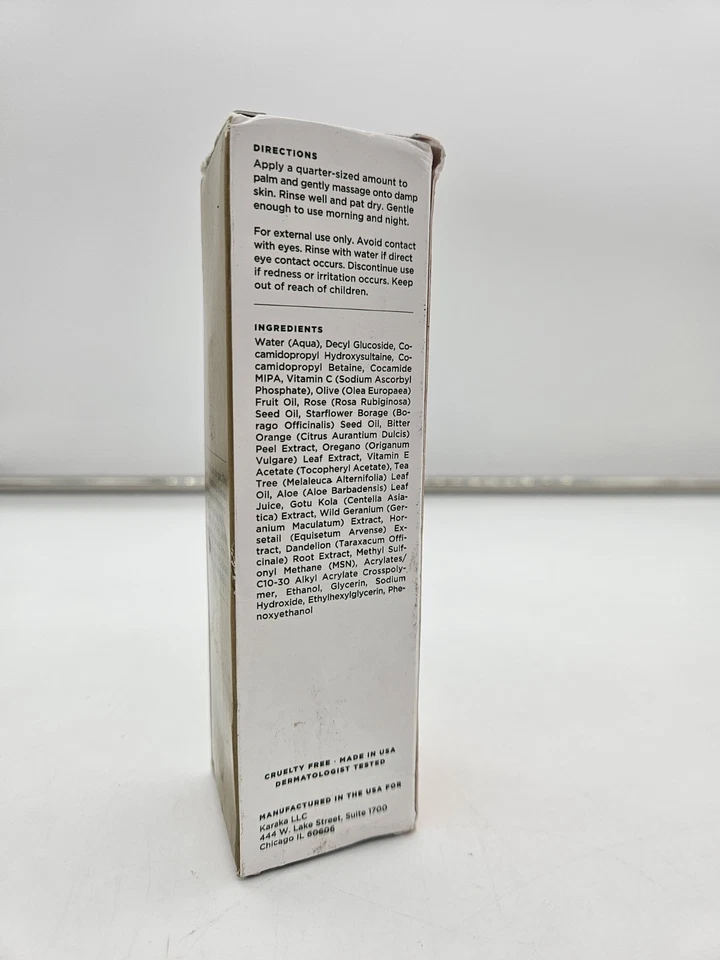 DIRECTIONS
Apply a quarter-sized amount to
palm and gently massage onto damp
skin. Rinse well and pat dry. Gentle
enough to use morning and night.
For external use only. Avoid contact
with eyes. Rinse with water if direct
eye contact occurs. Discontinue use
if redness or irritation occurs. Keep
out of reach of children.
INGREDIENTS
Water (Aqua), Decyl Glucoside, Co-
camidopropyl Hydroxysultaine, Co-
camidopropyl Betaine, Cocamide
MIPA, Vitamin C (Sodium Ascorbyl
Phosphate), Olive (Olea Europaea)
Fruit Oil, Rose (Rosa Rubiginosa)
Seed Oil, Starflower Borage (Bo-
rago Officinalis) Seed Oil, Bitter
Orange (Citrus Aurantium Dulcis)
Peel Extract, Oregano (Origanum
Vulgare) Leaf Extract, Vitamin E
Acetate (Tocopheryl Acetate), Tea
Tree (Melaleuca Alternifolia) Leaf
Oil, Aloe (Aloe Barbadensis) Leaf
Juice, Gotu Kola (Centella Asia-
tica) Extract, Wild Geranium (Ger-
anium Maculatum) Extract, Hor-
setail (Equisetum Arvense) Ex-
tract, Dandelion (Taraxacum Offi-
cinale) Root Extract, Methyl Sulf-
onyl Methane (MSN), Acrylates/
C10-30 Alkyl Acrylate Crosspoly-
mer, Ethanol, Glycerin, Sodium
Hydroxide, Ethylhexylglycerin, Phe-
noxyethanol
CRUELTY FREE · MADE IN USA
DERMATOLOGIST TESTED
MANUFACTURED IN THE USA FOR
Karaka LLC
444 W. Lake Street, Suite 1700
Chicago IL 60606